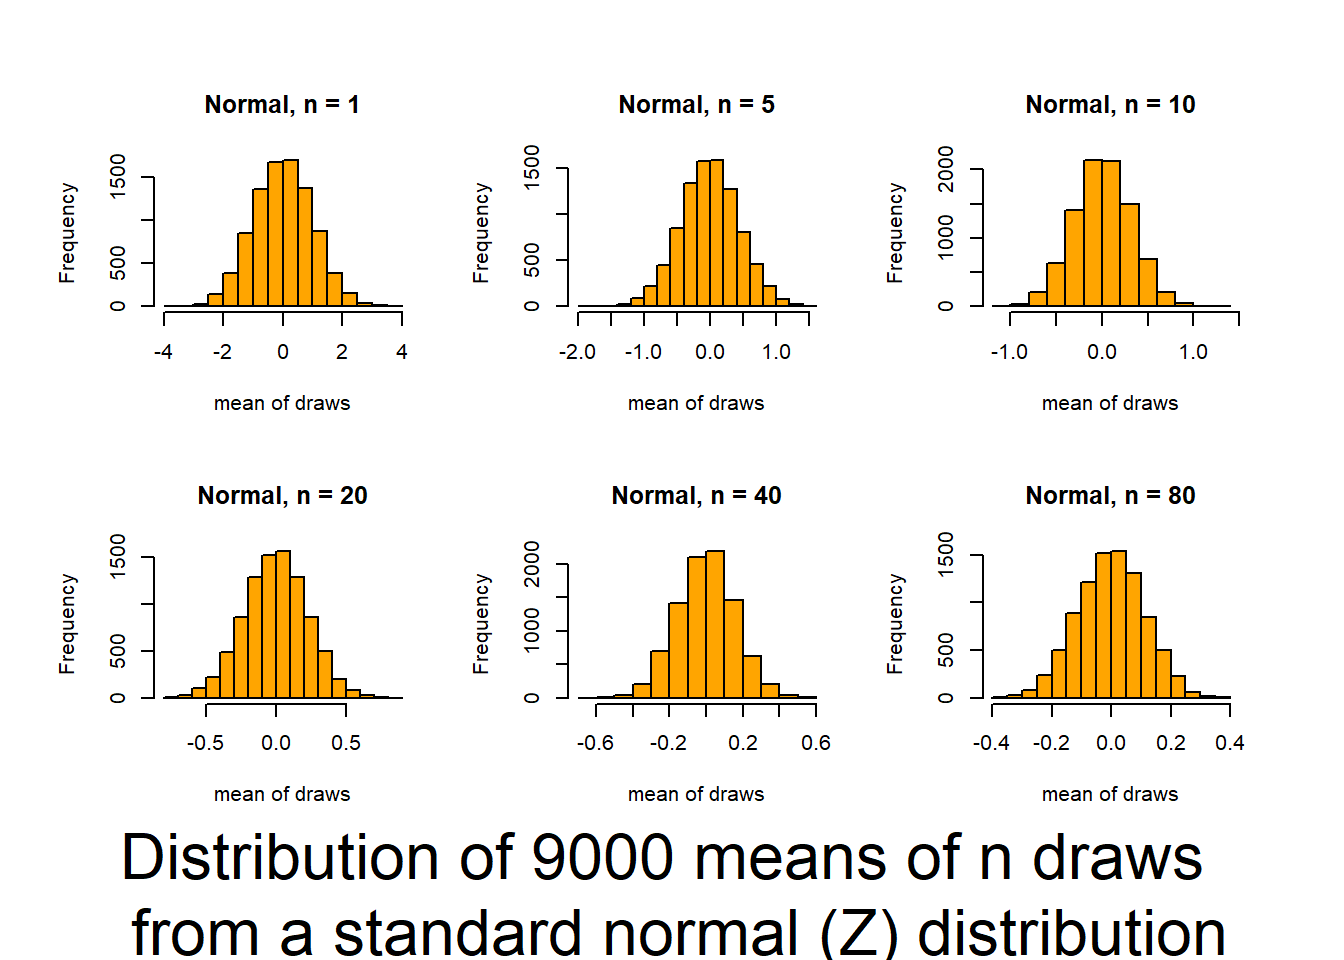 Normal, n = 1
Frequency
1500
500
0
-4 -2 0 2 4
mean of draws
Normal, n = 5
Frequency
1500
500
0
-2.0 -1.0 0.0 1.0
mean of draws
Normal, n = 10
Frequency
2000
1000
0
-1.0 0.0 1.0
mean of draws
Normal, n = 20
Frequency
1500
500
0
-0.5 0.0 0.5
mean of draws
Normal, n = 40
Frequency
2000
1000
0
-0.6 -0.2 0.2 0.6
mean of draws
Normal, n = 80
Frequency
1500
500
0
-0.4 -0.2 0.0 0.2 0.4
mean of draws
Distribution of 9000 means of n draws
from a standard normal (Z) distribution